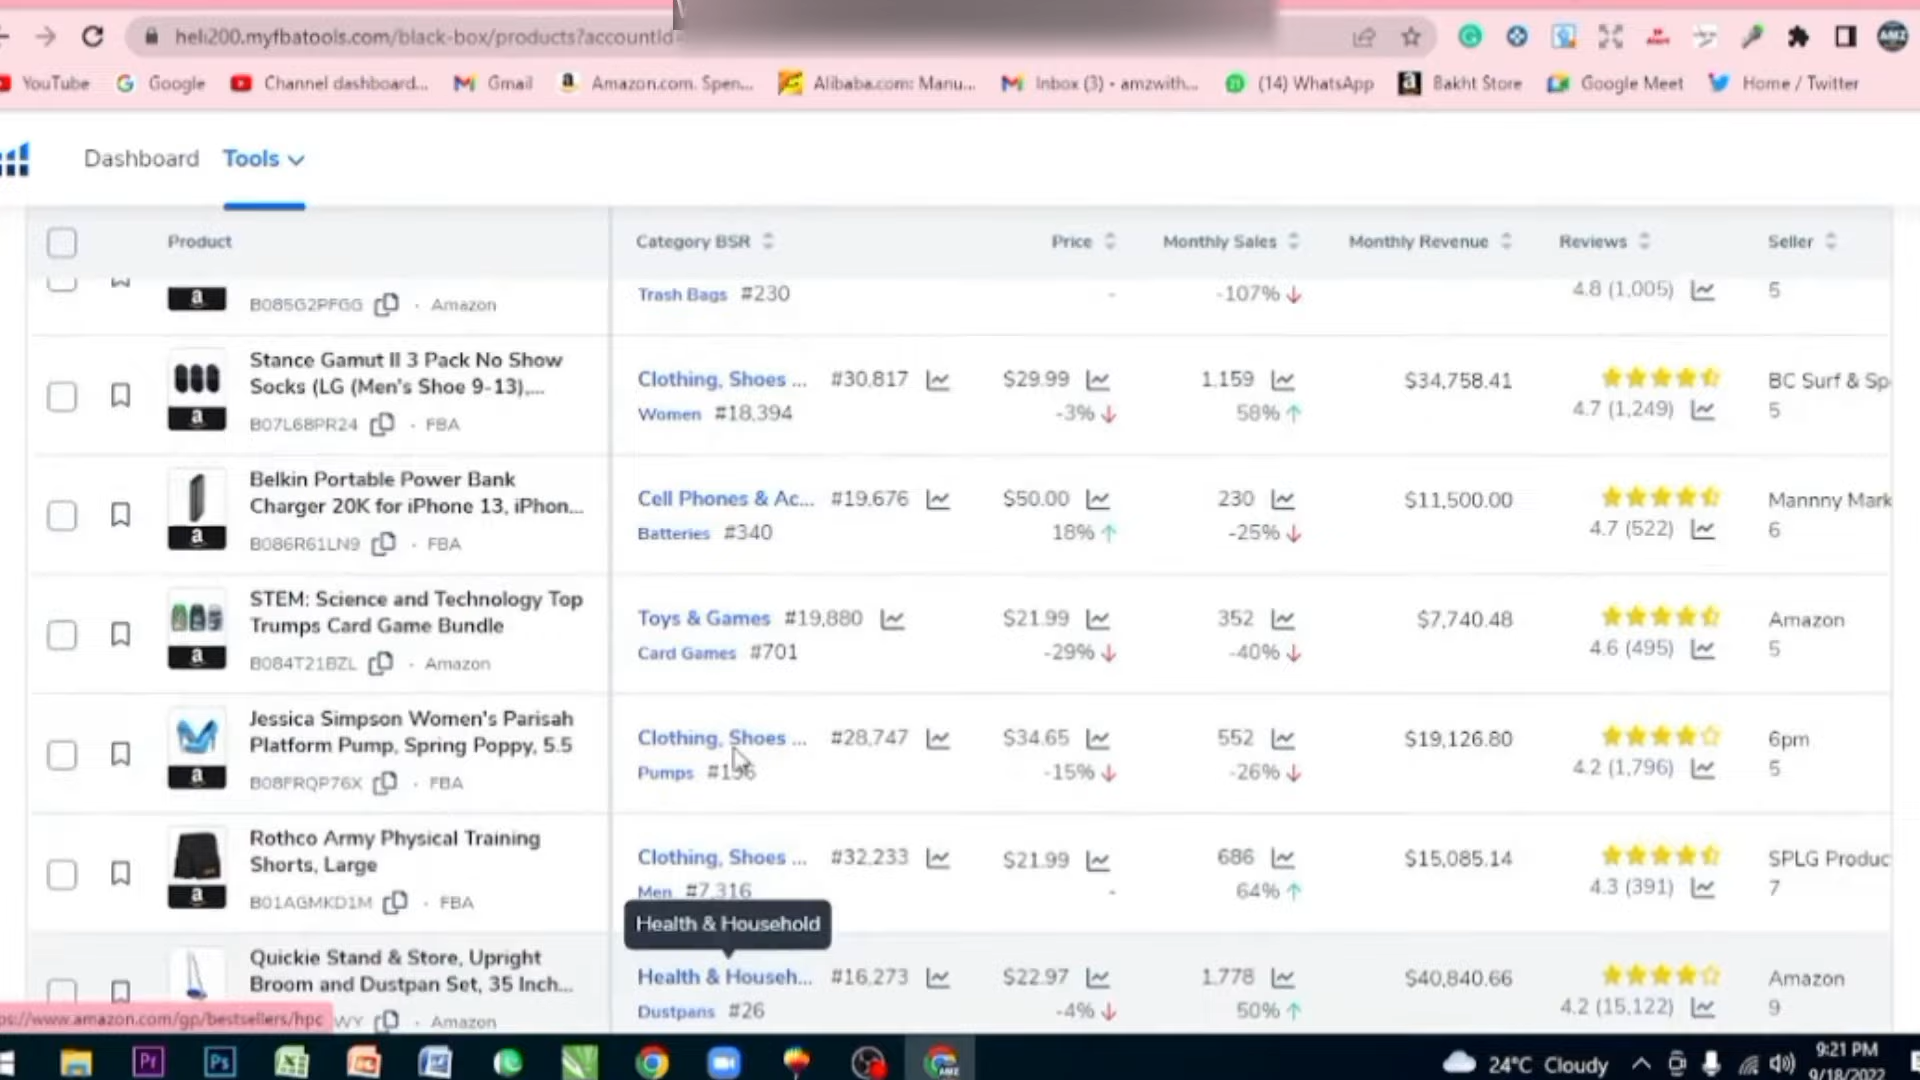 heli200.myfbatools.com/black-box/products?accountId=
YouTube Google Channel dashboard... Gmail Amazon.com. Spen... Alibaba.com: Manu... Inbox (3) - amzwith... (14) WhatsApp Bakht Store Google Meet Home / Twitter
Dashboard Tools
Product Category BSR Price Monthly Sales Monthly Revenue Reviews Seller
B085G2PFGG · Amazon Trash Bags #230 - -107% 4.8 (1,005) 5
Stance Gamut II 3 Pack No Show
Socks (LG (Men's Shoe 9-13),... Clothing, Shoes ... #30,817 $29.99 1,159 $34,758.41 BC Surf & Sp
Women #18,394 -3% 58% 4.7 (1,249) 5
B07L68PR24 · FBA
Belkin Portable Power Bank
Charger 20K for iPhone 13, iPhon... Cell Phones & Ac... #19,676 $50.00 230 $11,500.00 Mannny Mark
Batteries #340 18% -25% 4.7 (522) 6
B086R61LN9 · FBA
STEM: Science and Technology Top
Trumps Card Game Bundle Toys & Games #19,880 $21.99 352 $7,740.48 Amazon
Card Games #701 -29% -40% 4.6 (495) 5
B084T21BZL · Amazon
Jessica Simpson Women's Parisah
Platform Pump, Spring Poppy, 5.5 Clothing, Shoes ... #28,747 $34.65 552 $19,126.80 6pm
Pumps -15% -26% 4.2 (1,796) 5
B08FRQP76X · FBA
Rothco Army Physical Training
Shorts, Large Clothing, Shoes ... #32,233 $21.99 686 $15,085.14 SPLG Produc
Men #7,316 - 64% 4.3 (391) 7
B01AGMKD1M · FBA
Health & Household
Quickie Stand & Store, Upright
Broom and Dustpan Set, 35 Inch... Health & Househ... #16,273 $22.97 1,778 $40,840.66 Amazon
Dustpans #26 -4% 50% 4.2 (15,122) 9
ps://www.amazon.com/gp/bestsellers/hpc WY · Amazon
24°C Cloudy 9:21 PM
9/18/2022